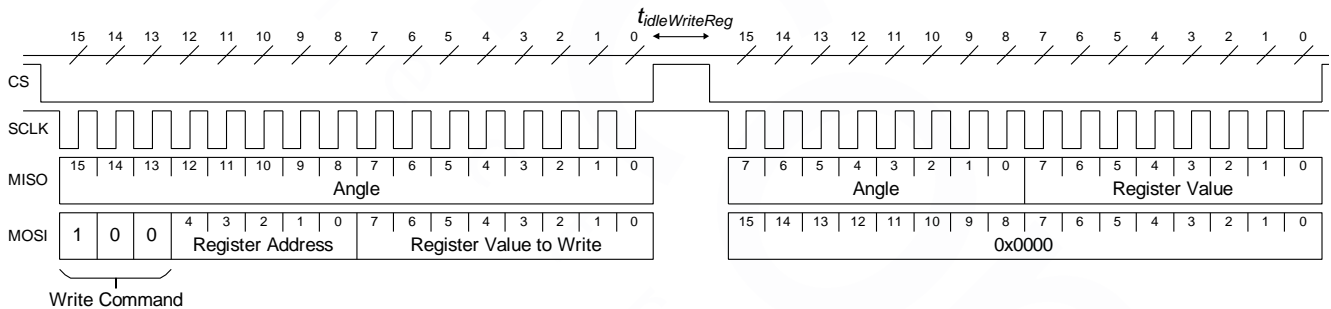 t_idleWriteReg
15 14 13 12 11 10 9 8 7 6 5 4 3 2 1 0 15 14 13 12 11 10 9 8 7 6 5 4 3 2 1 0
CS
SCLK
MISO 15 14 13 12 11 10 9 8 7 6 5 4 3 2 1 0 7 6 5 4 3 2 1 0 7 6 5 4 3 2 1 0
Angle Angle Register Value
MOSI 1 0 0 4 3 2 1 0 7 6 5 4 3 2 1 0 15 14 13 12 11 10 9 8 7 6 5 4 3 2 1 0
Register Address Register Value to Write 0x0000
Write Command